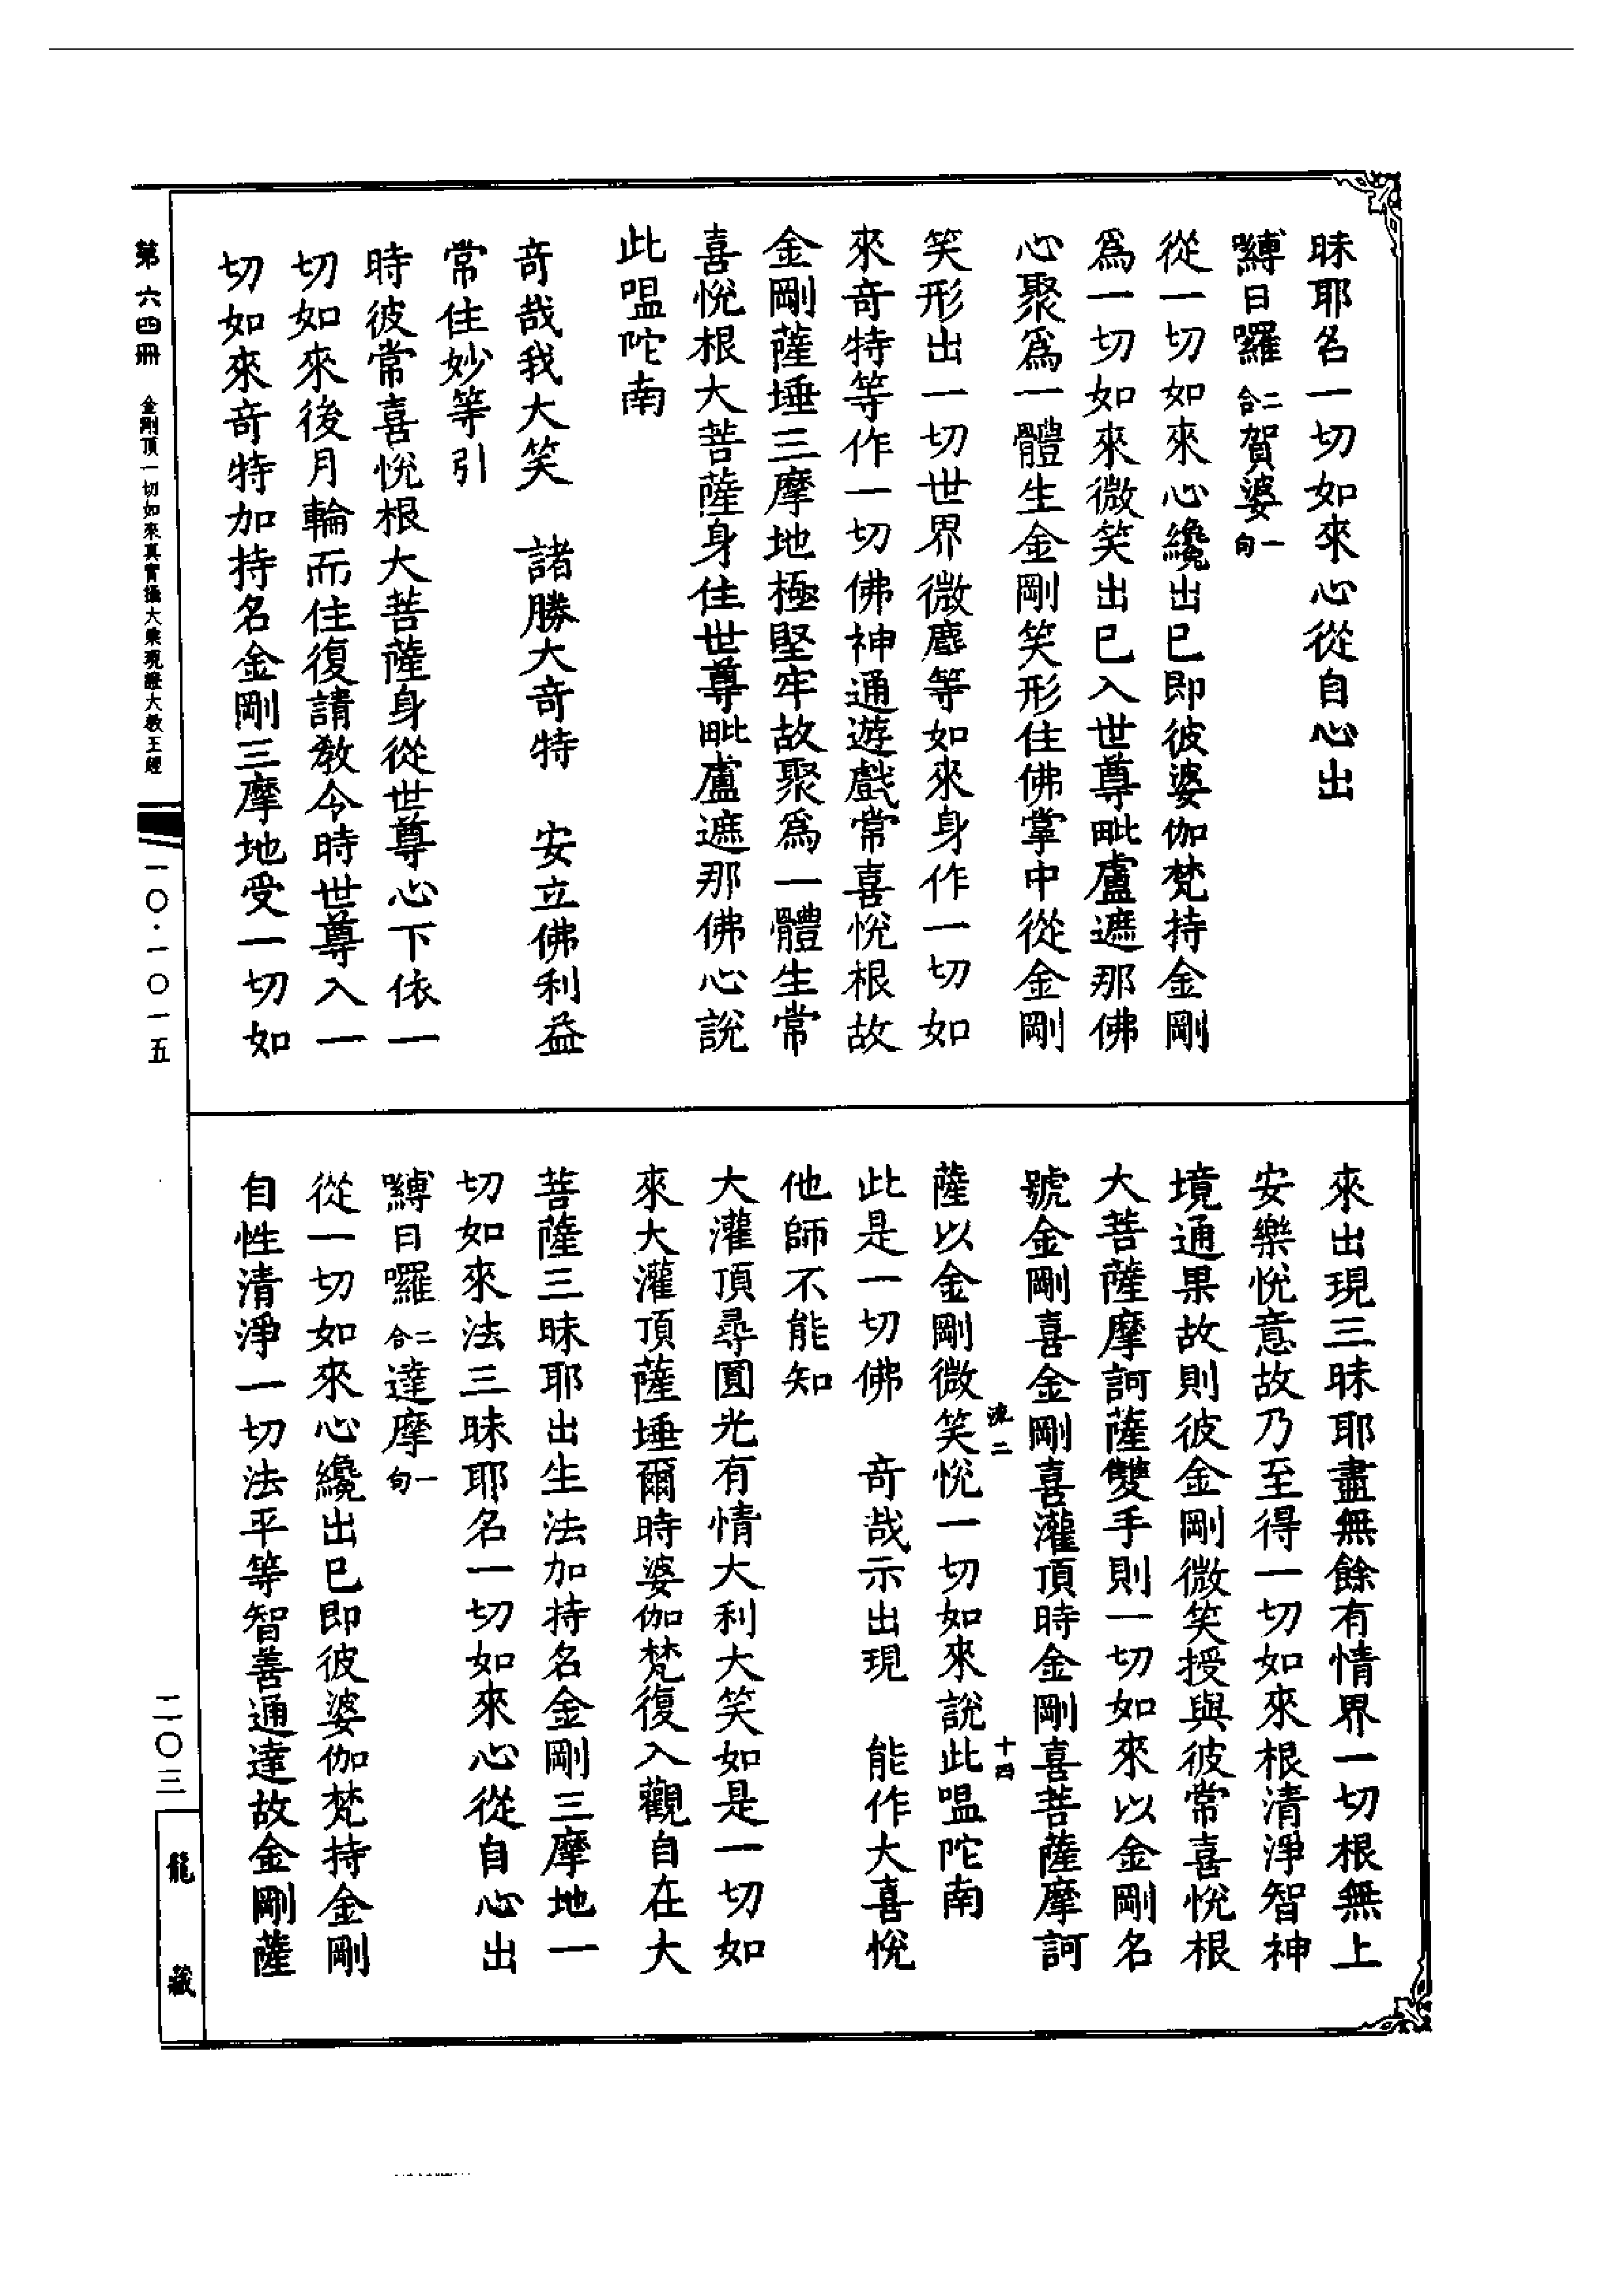 昧耶名一切如來心從自心出
嚩日囉二合賀婆一句
從一切如來心纔出已即彼婆伽梵持金剛
爲一切如來微笑出已入世尊毗盧遮那佛
心聚爲一體生金剛笑形住佛掌中從金剛
笑形出一切世界微塵等如來身作一切如
來奇特等作一切佛神通遊戲常喜悅根故
金剛薩埵三摩地極堅牢故聚爲一體生常
喜悅根大菩薩身住世尊毗盧遮那佛心說
此嗢陀南
奇哉我大笑　諸勝大奇特　安立佛利益
常住妙等引
時彼常喜悅根大菩薩身從世尊心下依一
切如來後月輪而住復請教令時世尊入一
切如來奇特加持名金剛三摩地受一切如
來出現三昧耶盡無餘有情界一切根無上
安樂悅意故乃至得一切如來根清淨智神
境通果故則彼金剛微笑授與彼常喜悅根
大菩薩摩訶薩雙手則一切如來以金剛名
號金剛喜金剛喜灌頂時金剛喜菩薩摩訶
薩以金剛微笑悅一切如來說此嗢陀南
此是一切佛　奇哉示出現　能作大喜悅
他師不能知
大灌頂尋圓光有情大利大笑如是一切如
來大灌頂薩埵爾時婆伽梵復入觀自在大
菩薩三昧耶出生法加持名金剛三摩地一
切如來法三昧耶名一切如來心從自心出
嚩日囉二合達摩一句
從一切如來心纔出已即彼婆伽梵持金剛
自性清淨一切法平等智善通達故金剛薩
第六四冊　金剛頂一切如來真實攝大乘現證大教王經　一〇·一〇一五
二〇三
龍藏
十四